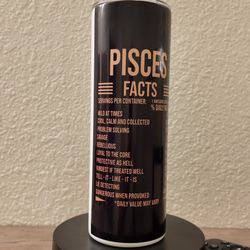 PISCES
FACTS
SERVINGS PER CONTAINER:
% DAILY
WILD AT TIMES
COOL, CALM AND COLLECTED
PROBLEM SOLVING
SAVAGE
REBELLIOUS
LOYAL TO THE CORE
PROTECTIVE AS HELL
KINDEST IF TREATED WELL
TELL - IT - LIKE - IT - IS
LIE DETECTING
DANGEROUS WHEN PROVOKED
*DAILY VALUE MAY VARY